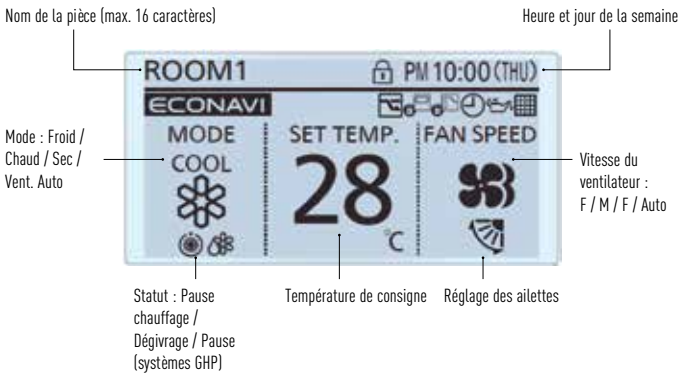 Nom de la pièce (max. 16 caractères)
Heure et jour de la semaine
ROOM1
PM 10:00 (THU)
ECONAVI
MODE
SET TEMP.
FAN SPEED
COOL
28
°C
Mode : Froid /
Chaud / Sec /
Vent. Auto
Vitesse du
ventilateur :
F / M / F / Auto
Statut : Pause
chauffage /
Dégivrage / Pause
(systèmes GHP)
Température de consigne
Réglage des ailettes